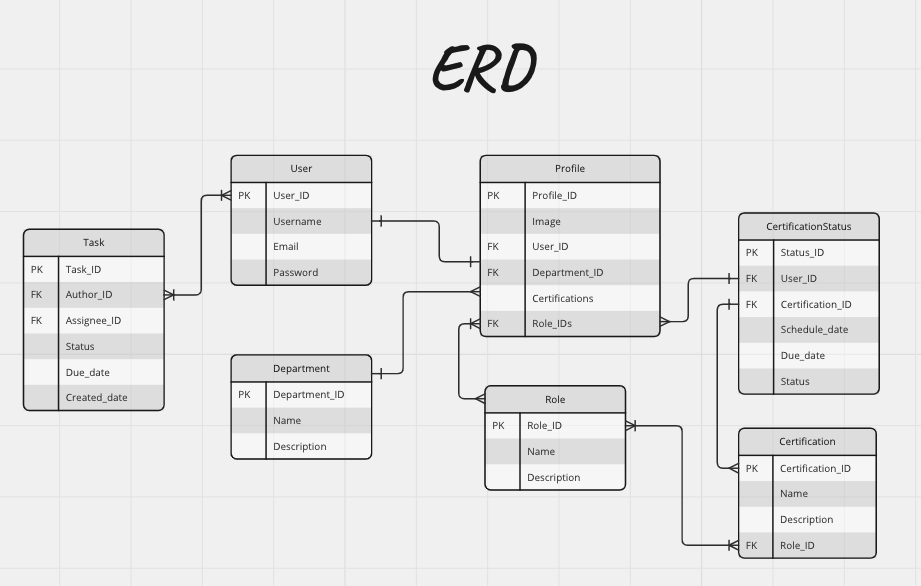 ERD
Task
PK Task_ID
FK Author_ID
FK Assignee_ID
Status
Due_date
Created_date
User
PK User_ID
Username
Email
Password
Department
PK Department_ID
Name
Description
Profile
PK Profile_ID
Image
FK User_ID
FK Department_ID
Certifications
FK Role_IDs
Role
PK Role_ID
Name
Description
CertificationStatus
PK Status_ID
FK User_ID
FK Certification_ID
Schedule_date
Due_date
Status
Certification
PK Certification_ID
Name
Description
FK Role_ID